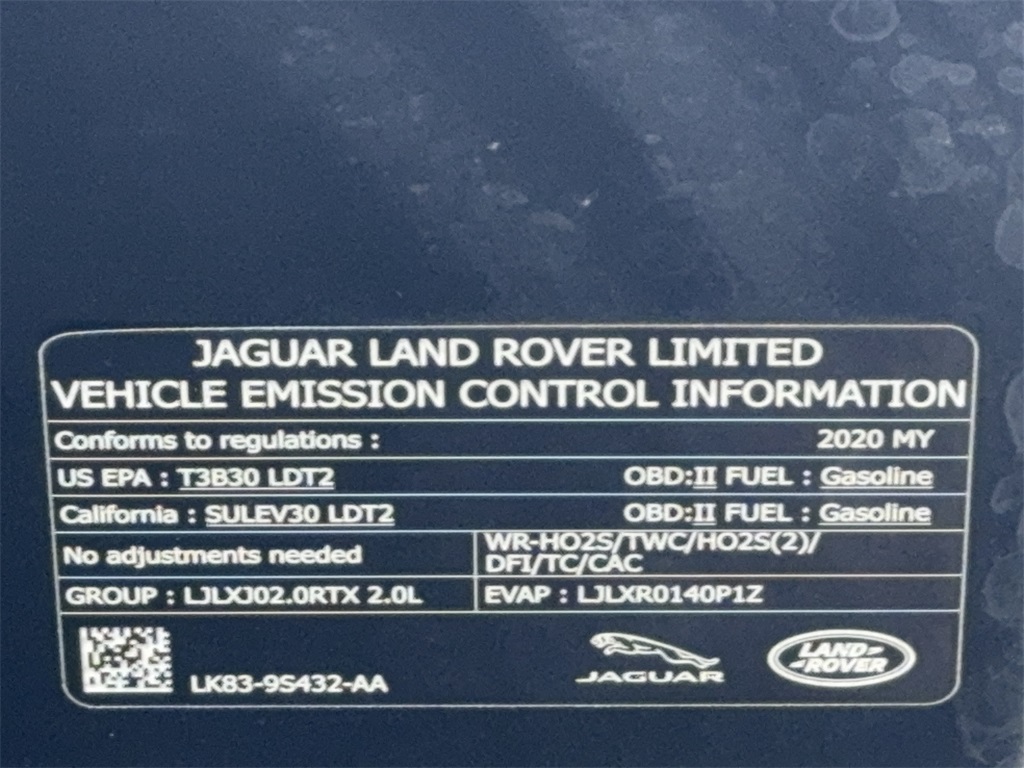 JAGUAR LAND ROVER LIMITED
VEHICLE EMISSION CONTROL INFORMATION
Conforms to regulations : 2020 MY
US EPA : T3B30 LDT2 OBD:II FUEL : Gasoline
California : SULEV30 LDT2 OBD:II FUEL : Gasoline
No adjustments needed
WR-HO2S/TWC/HO2S(2)/
DFI/TC/CAC
GROUP : LJLXJ02.0RTX 2.0L EVAP : LJLXR0140P1Z
LK83-9S432-AA
JAGUAR
LAND
ROVER